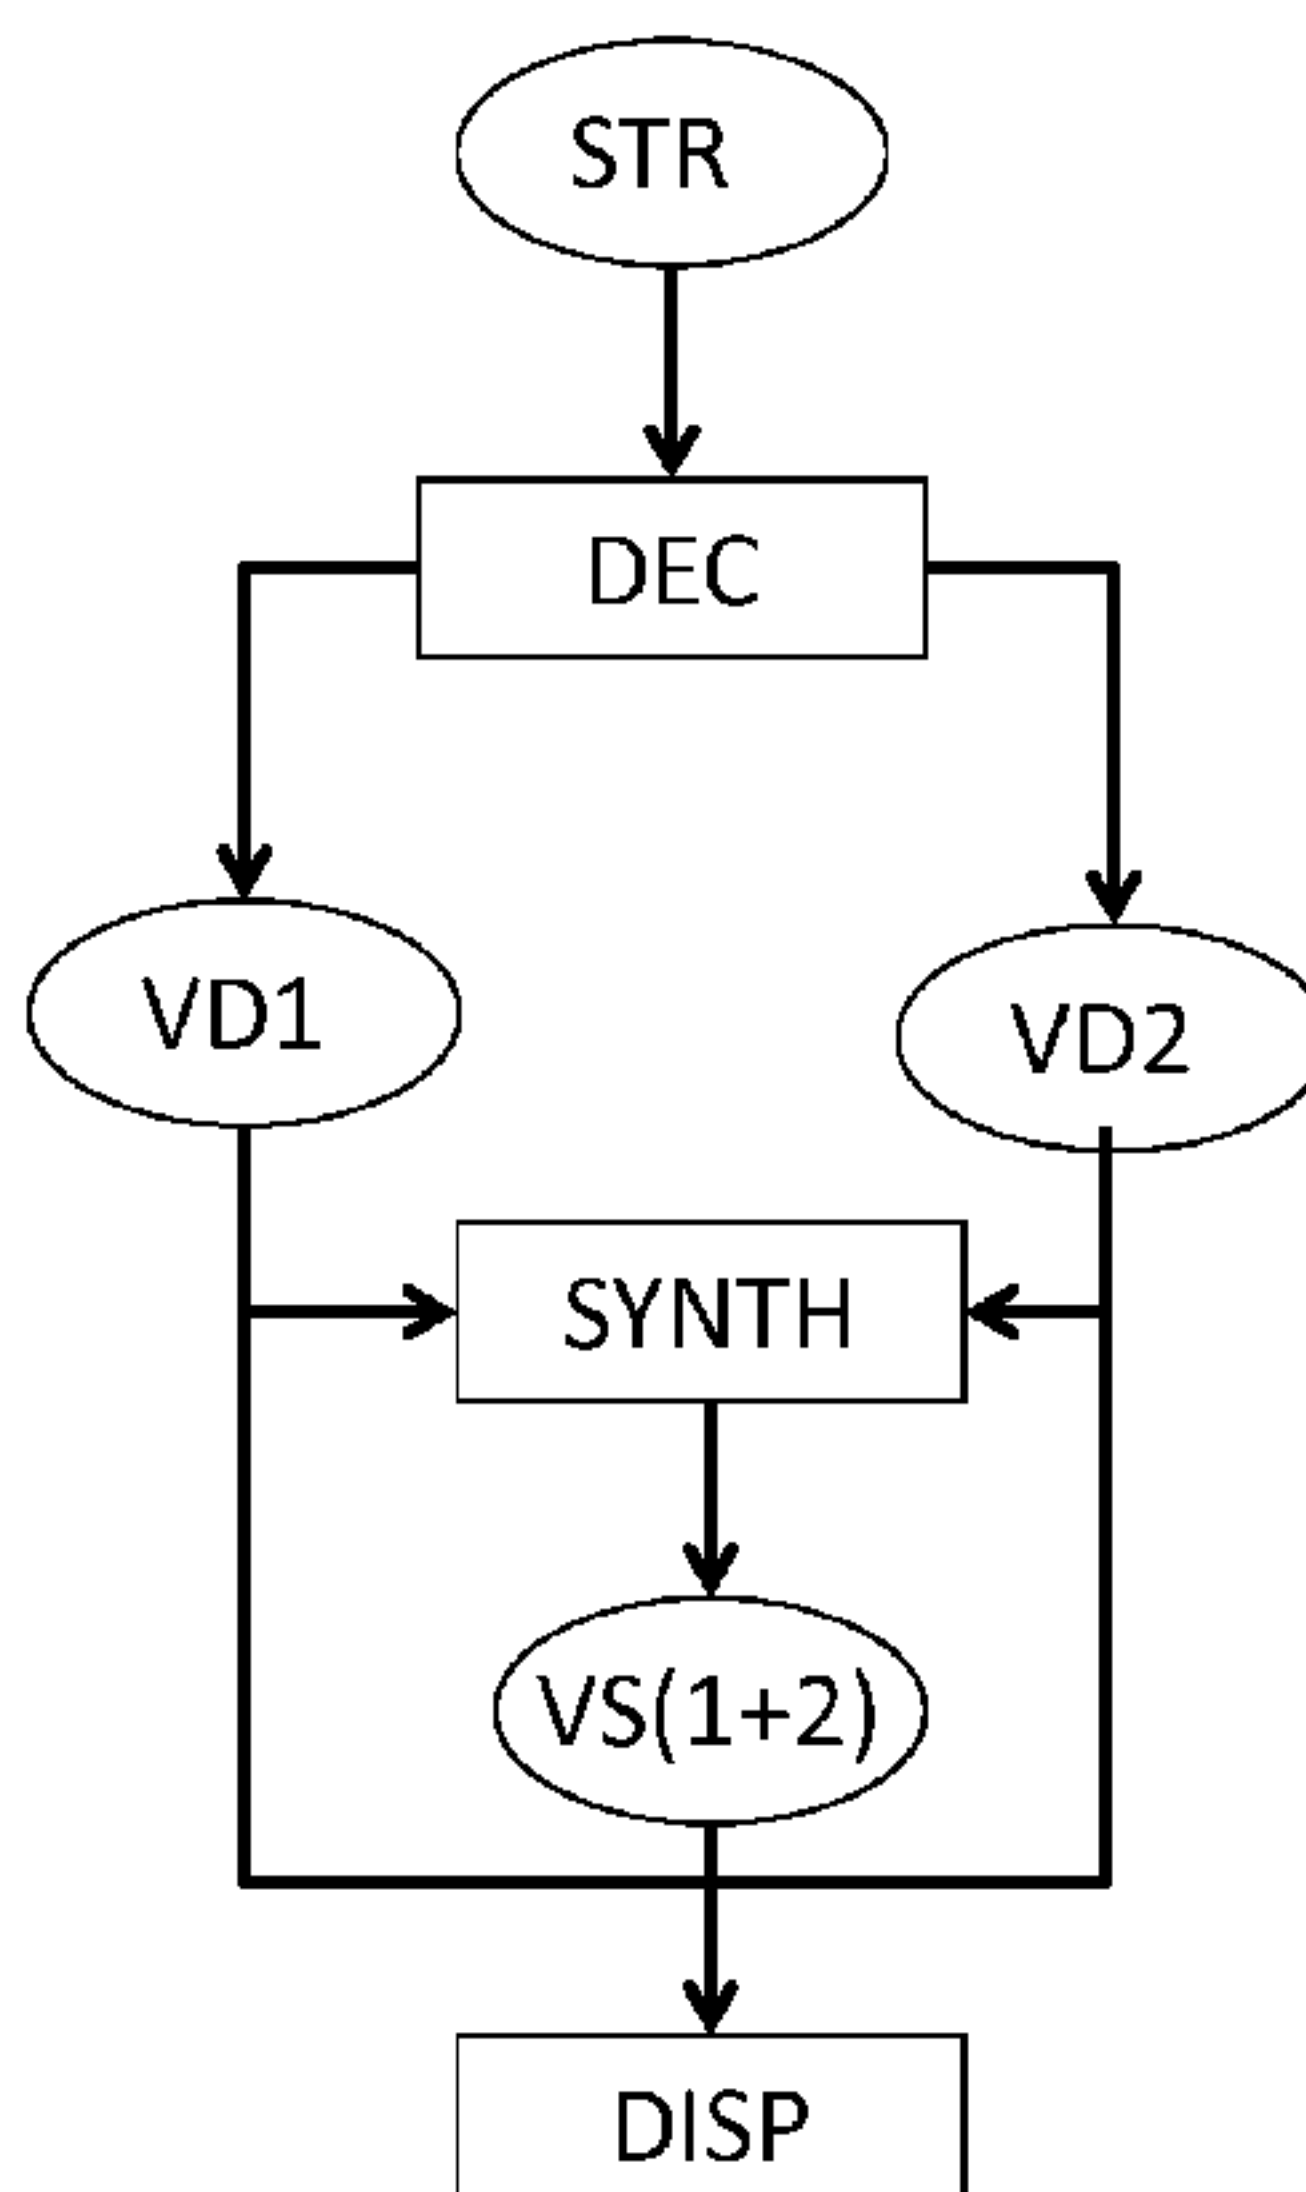 STR
DEC
VD1
VD2
SYNTH
VS(1+2)
DISP